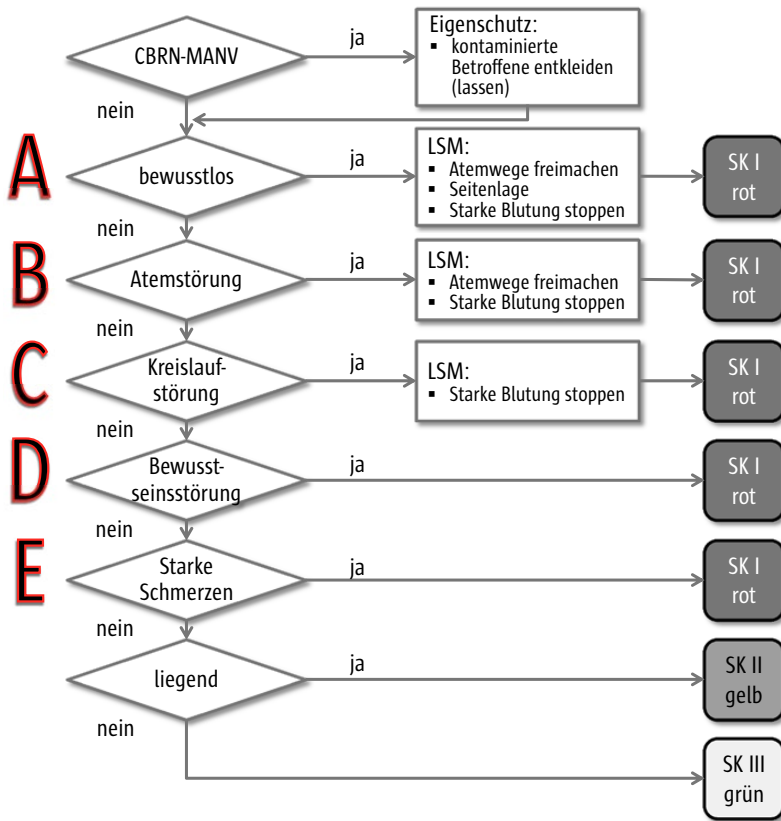 CBRN-MANV
ja
Eigenschutz:
▪ kontaminierte
Betroffene entkleiden
(lassen)
nein
A
bewusstlos
ja
LSM:
▪ Atemwege freimachen
▪ Seitenlage
▪ Starke Blutung stoppen
SK I
rot
nein
B
Atemstörung
ja
LSM:
▪ Atemwege freimachen
▪ Starke Blutung stoppen
SK I
rot
nein
C
Kreislauf-
störung
ja
LSM:
▪ Starke Blutung stoppen
SK I
rot
nein
D
Bewusst-
seinsstörung
ja
SK I
rot
nein
E
Starke
Schmerzen
ja
SK I
rot
nein
liegend
ja
SK II
gelb
nein
SK III
grün